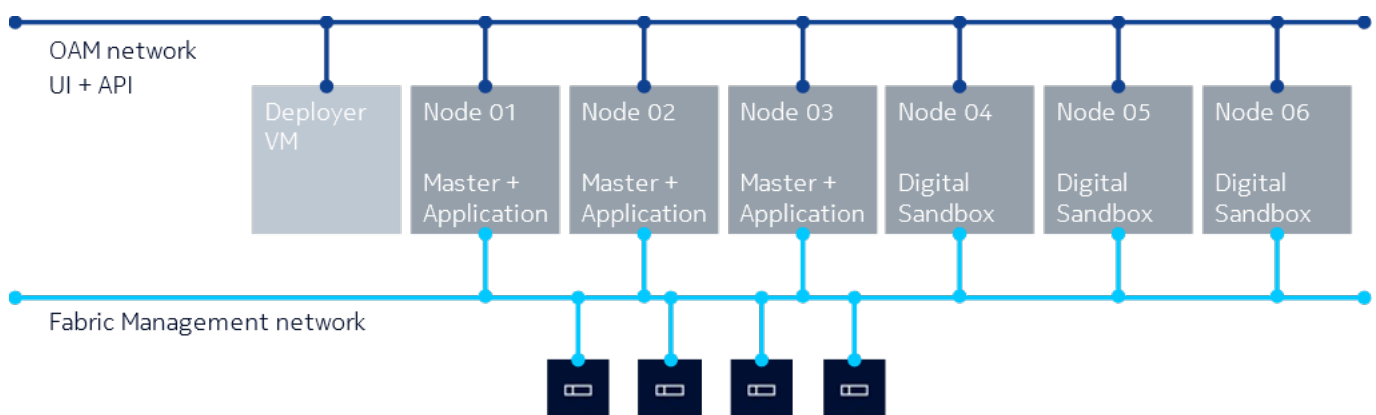 OAM network
UI + API
Deployer
VM
Node 01
Master +
Application
Node 02
Master +
Application
Node 03
Master +
Application
Node 04
Digital
Sandbox
Node 05
Digital
Sandbox
Node 06
Digital
Sandbox
Fabric Management network